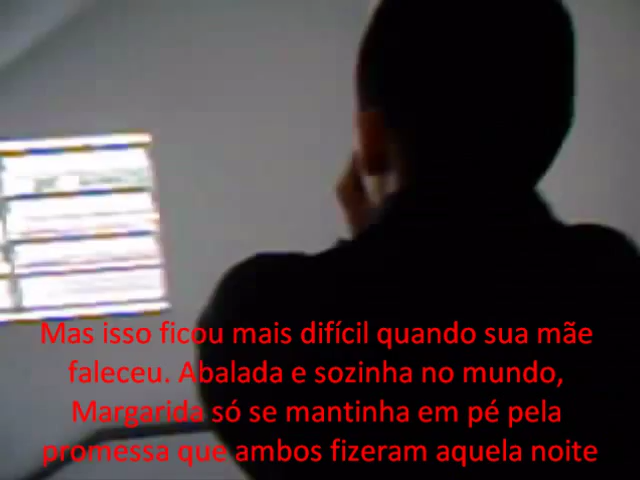 Mas isso ficou mais difícil quando sua mãe
faleceu. Abalada e sozinha no mundo,
Margarida só se mantinha em pé pela
promessa que ambos fizeram aquela noite